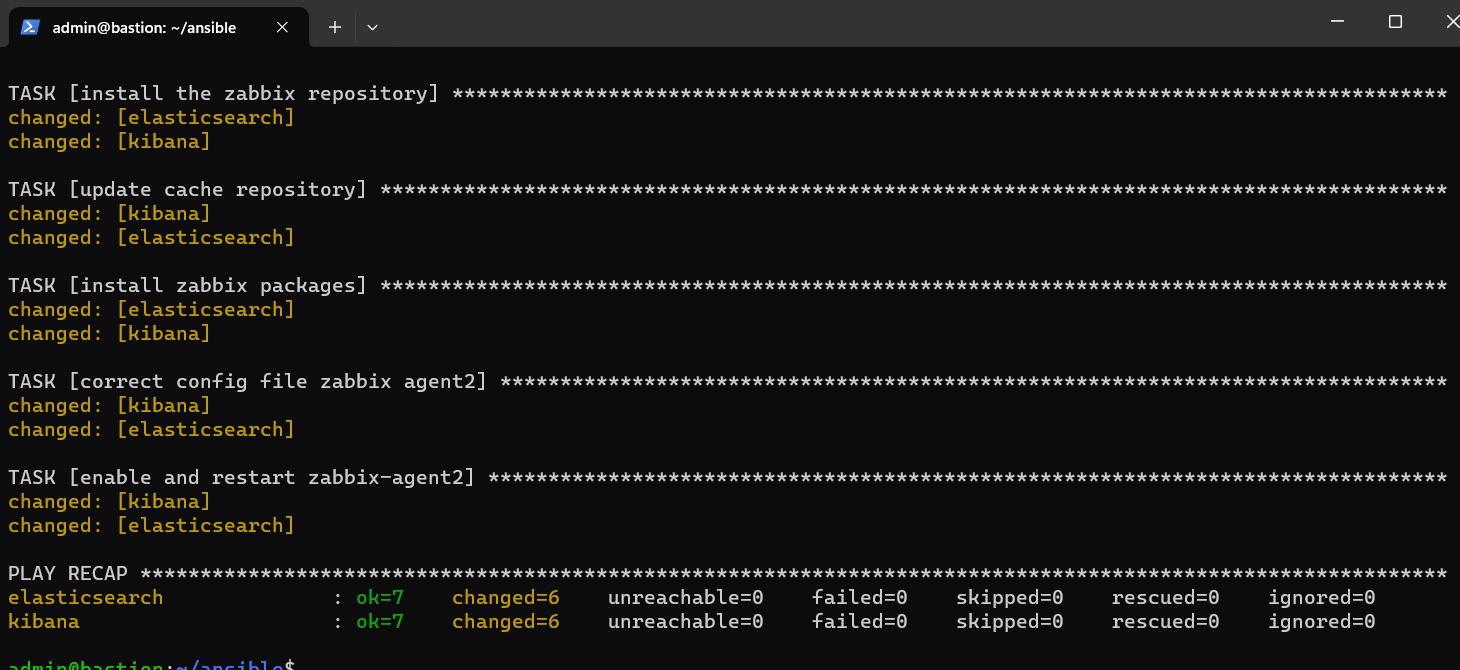 admin@bastion: ~/ansible
TASK [install the zabbix repository] ***********************************************************************************
changed: [elasticsearch]
changed: [kibana]
TASK [update cache repository] *****************************************************************************************
changed: [kibana]
changed: [elasticsearch]
TASK [install zabbix packages] *****************************************************************************************
changed: [elasticsearch]
changed: [kibana]
TASK [correct config file zabbix agent2] *******************************************************************************
changed: [kibana]
changed: [elasticsearch]
TASK [enable and restart zabbix-agent2] ********************************************************************************
changed: [kibana]
changed: [elasticsearch]
PLAY RECAP *************************************************************************************************************
elasticsearch              : ok=7    changed=6    unreachable=0    failed=0    skipped=0    rescued=0    ignored=0
kibana                     : ok=7    changed=6    unreachable=0    failed=0    skipped=0    rescued=0    ignored=0
admin@bastion:~/ansible$